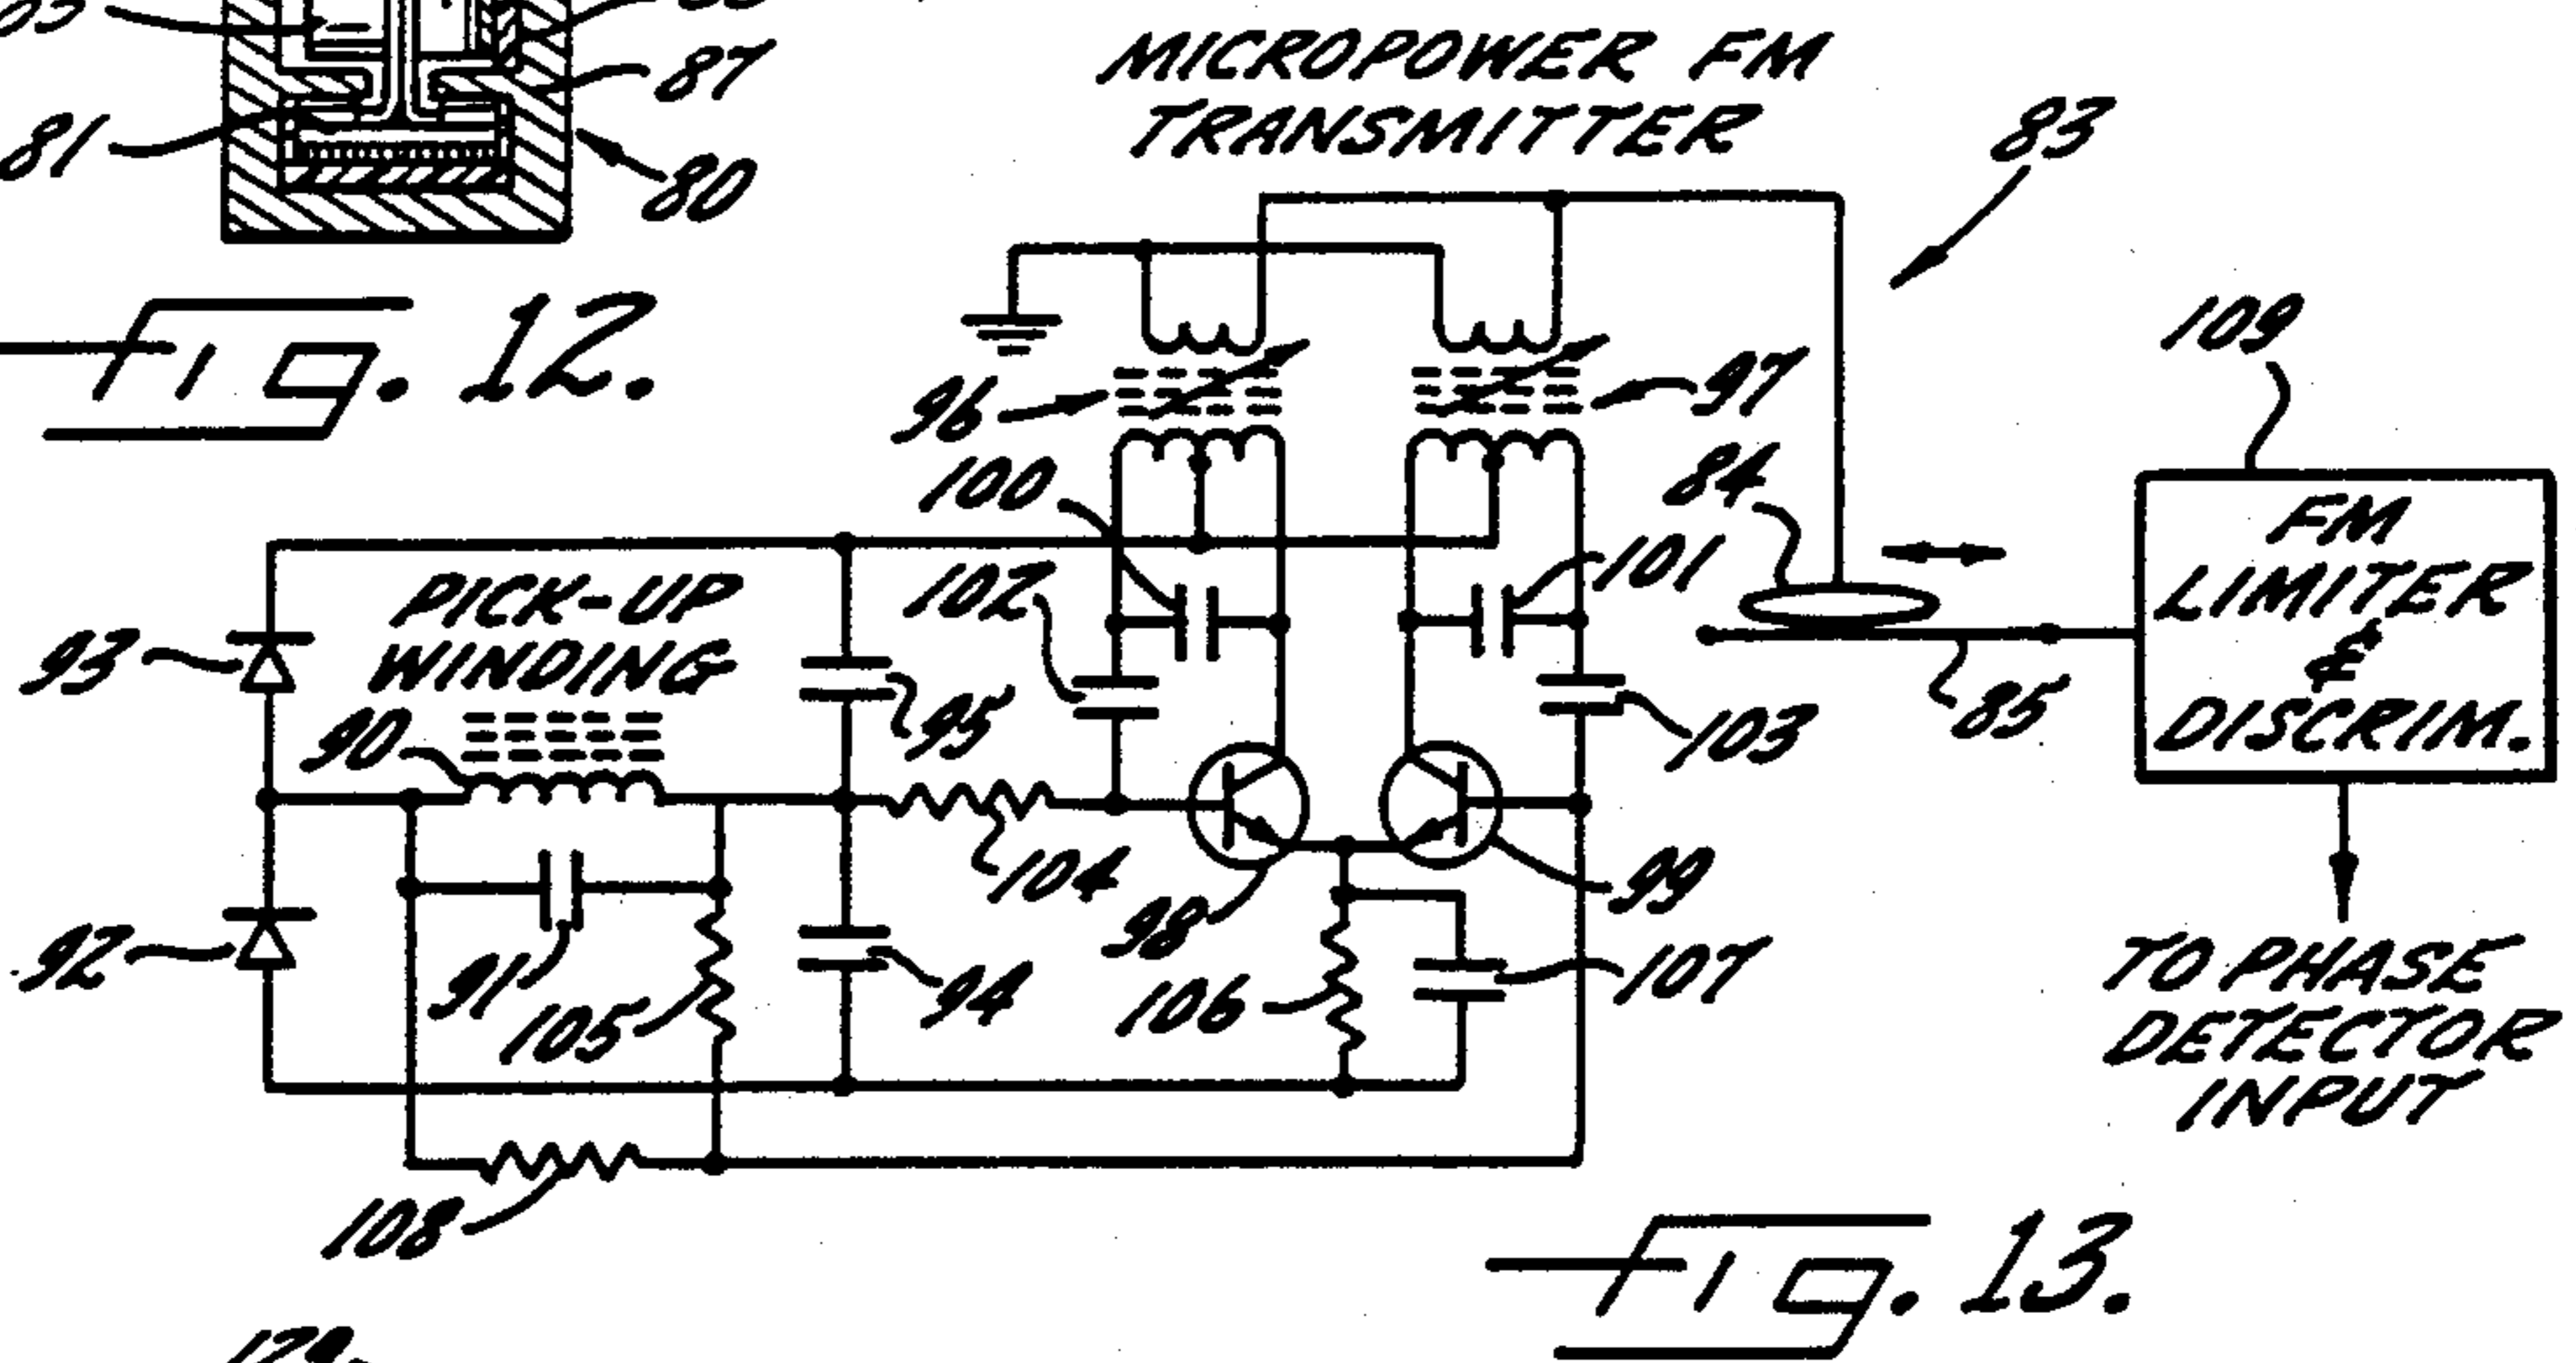 87
81
80
Fig. 12.
MICROPOWER FM
TRANSMITTER
83
109
96
97
100
84
FM
LIMITER
&
DISCRIM.
PICK-UP
WINDING
102
101
93
90
95
103
85
104
98
99
92
91
105
94
106
107
TO PHASE
DETECTOR
INPUT
108
Fig. 13.